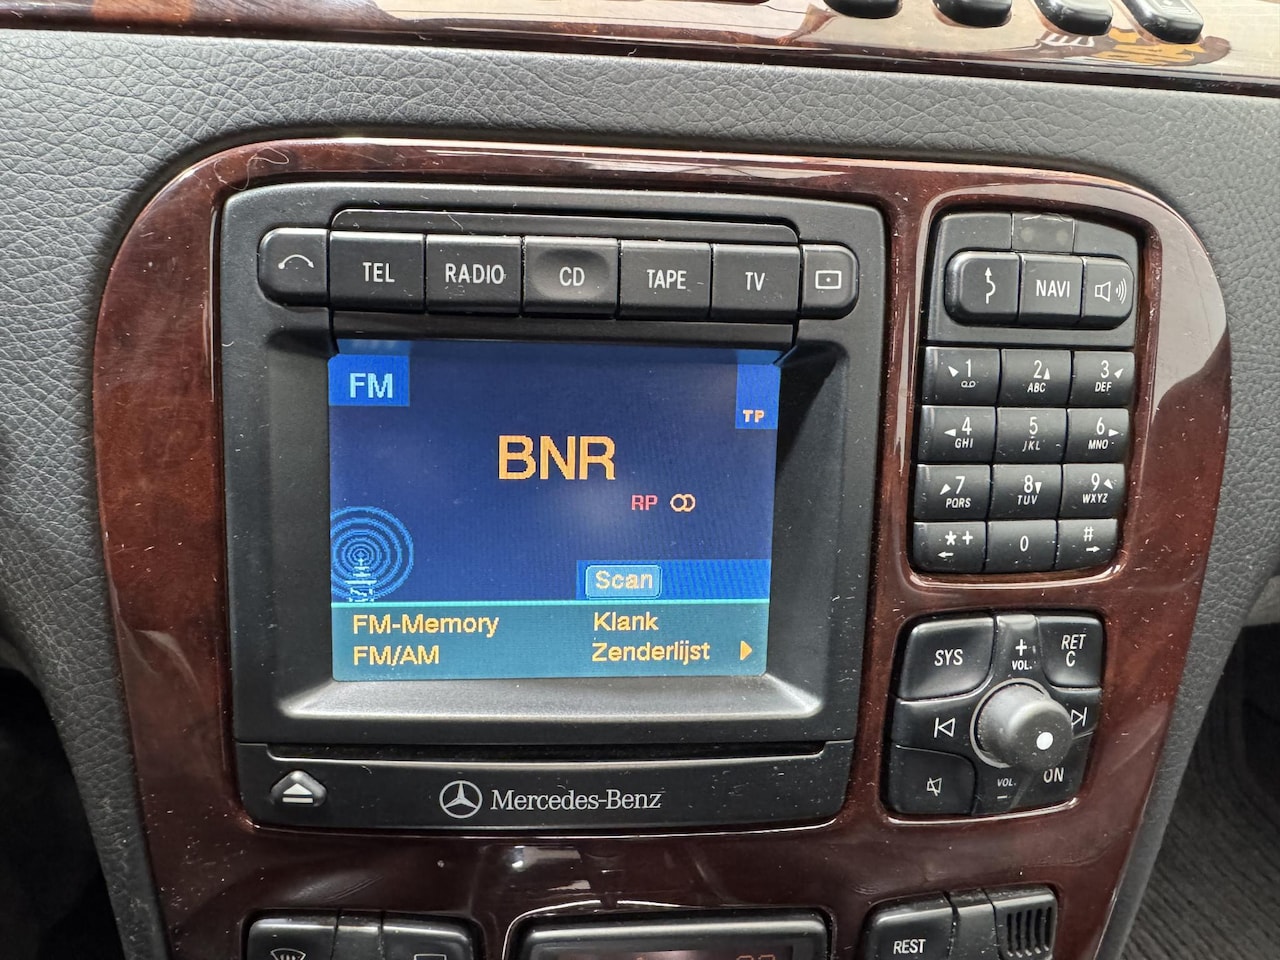 TEL RADIO CD TAPE TV
NAVI
FM
TP
BNR
RP
Scan
FM-Memory Klank
FM/AM Zenderlijst
Mercedes-Benz
1 2 3
ABC DEF
4 5 6
GHI JKL MNO
7 8 9
PQRS TUV WXYZ
* + 0 #
SYS + VOL. RET C
VOL. − ON
REST